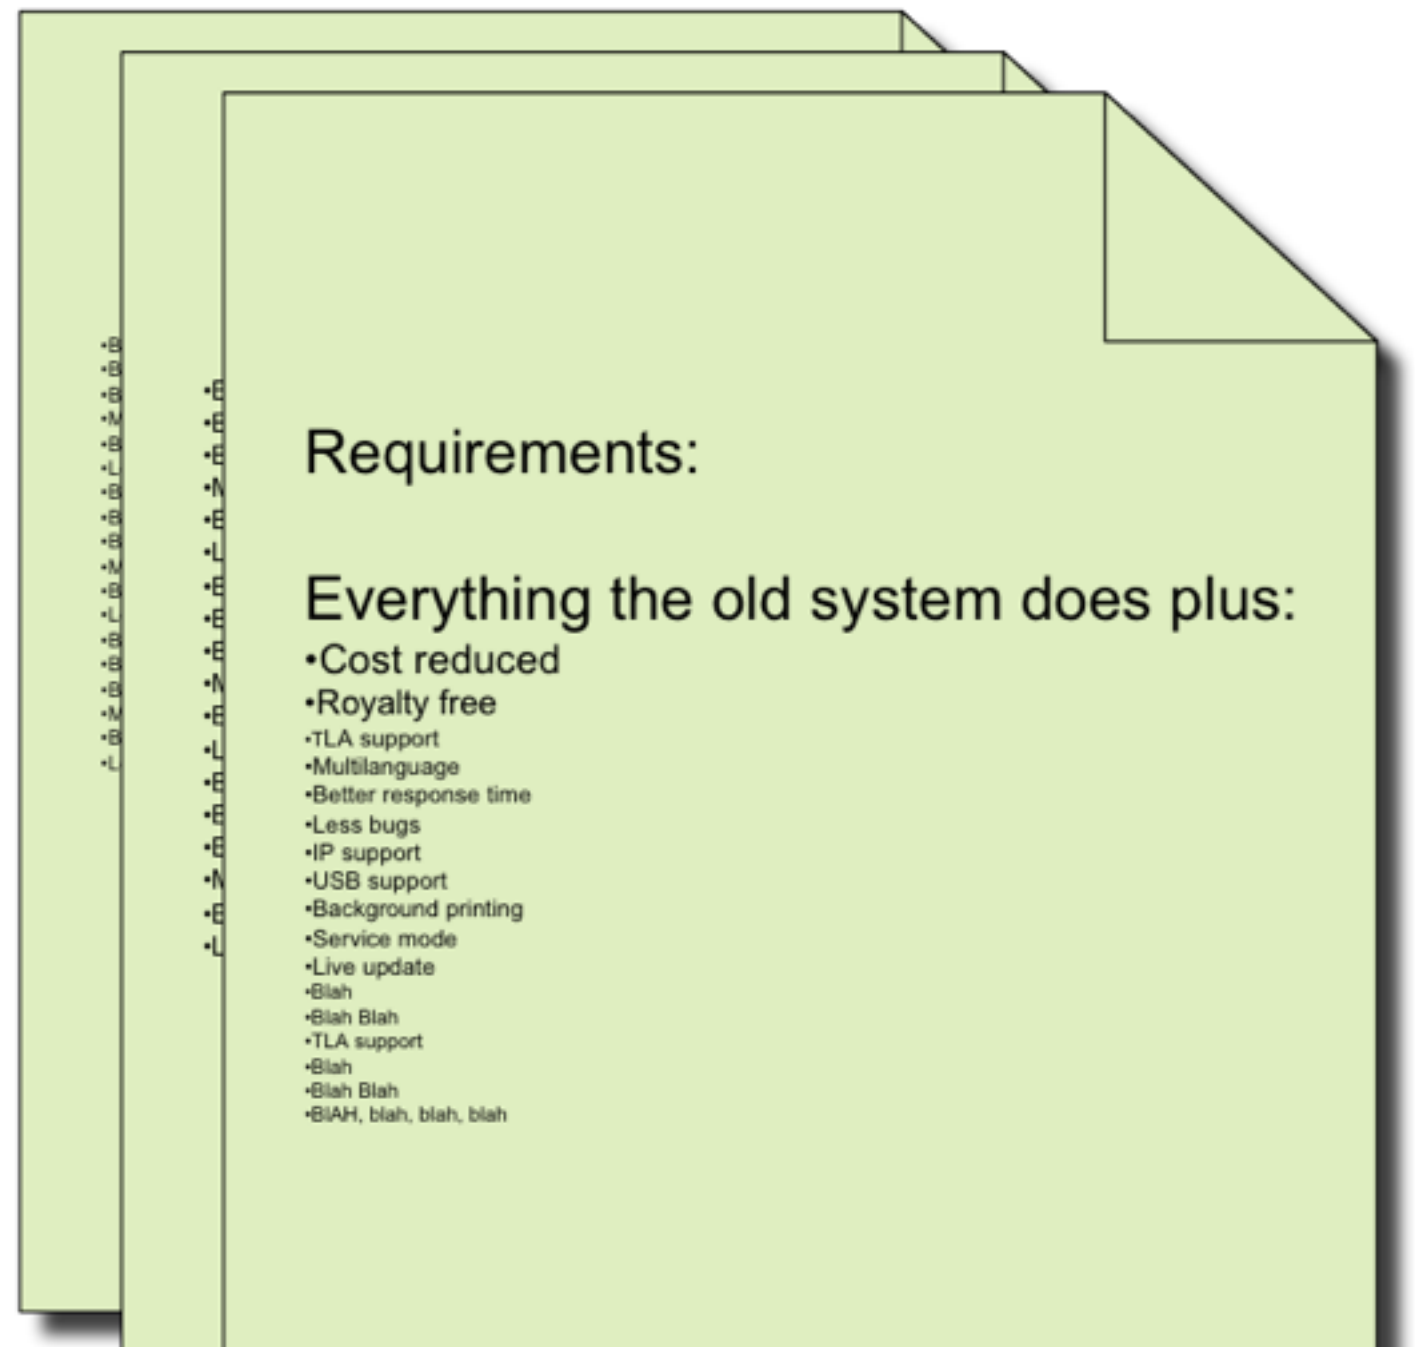 Requirements:
Everything the old system does plus:
•Cost reduced
•Royalty free
•TLA support
•Multilanguage
•Better response time
•Less bugs
•IP support
•USB support
•Background printing
•Service mode
•Live update
•Blah
•Blah Blah
•TLA support
•Blah
•Blah Blah
•BlAH, blah, blah, blah